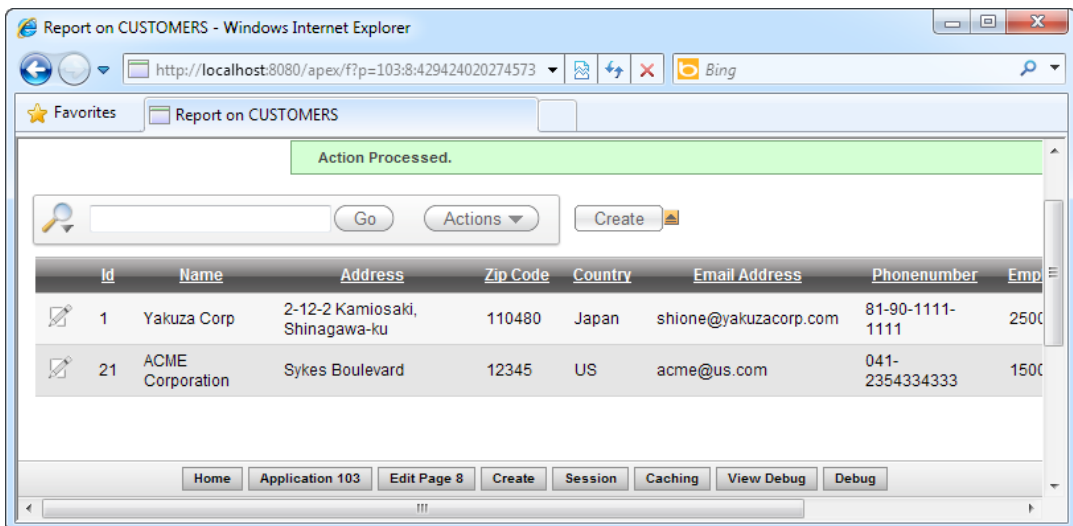 Report on CUSTOMERS - Windows Internet Explorer
http://localhost:8080/apex/f?p=103:8:429424020274573 Bing
Favorites Report on CUSTOMERS
Action Processed.
Go Actions Create
Id Name Address Zip Code Country Email Address Phonenumber Emp
1 Yakuza Corp 2-12-2 Kamiosaki, Shinagawa-ku 110480 Japan shione@yakuzacorp.com 81-90-1111-1111 2500
21 ACME Corporation Sykes Boulevard 12345 US acme@us.com 041-2354334333 1500
Home Application 103 Edit Page 8 Create Session Caching View Debug Debug